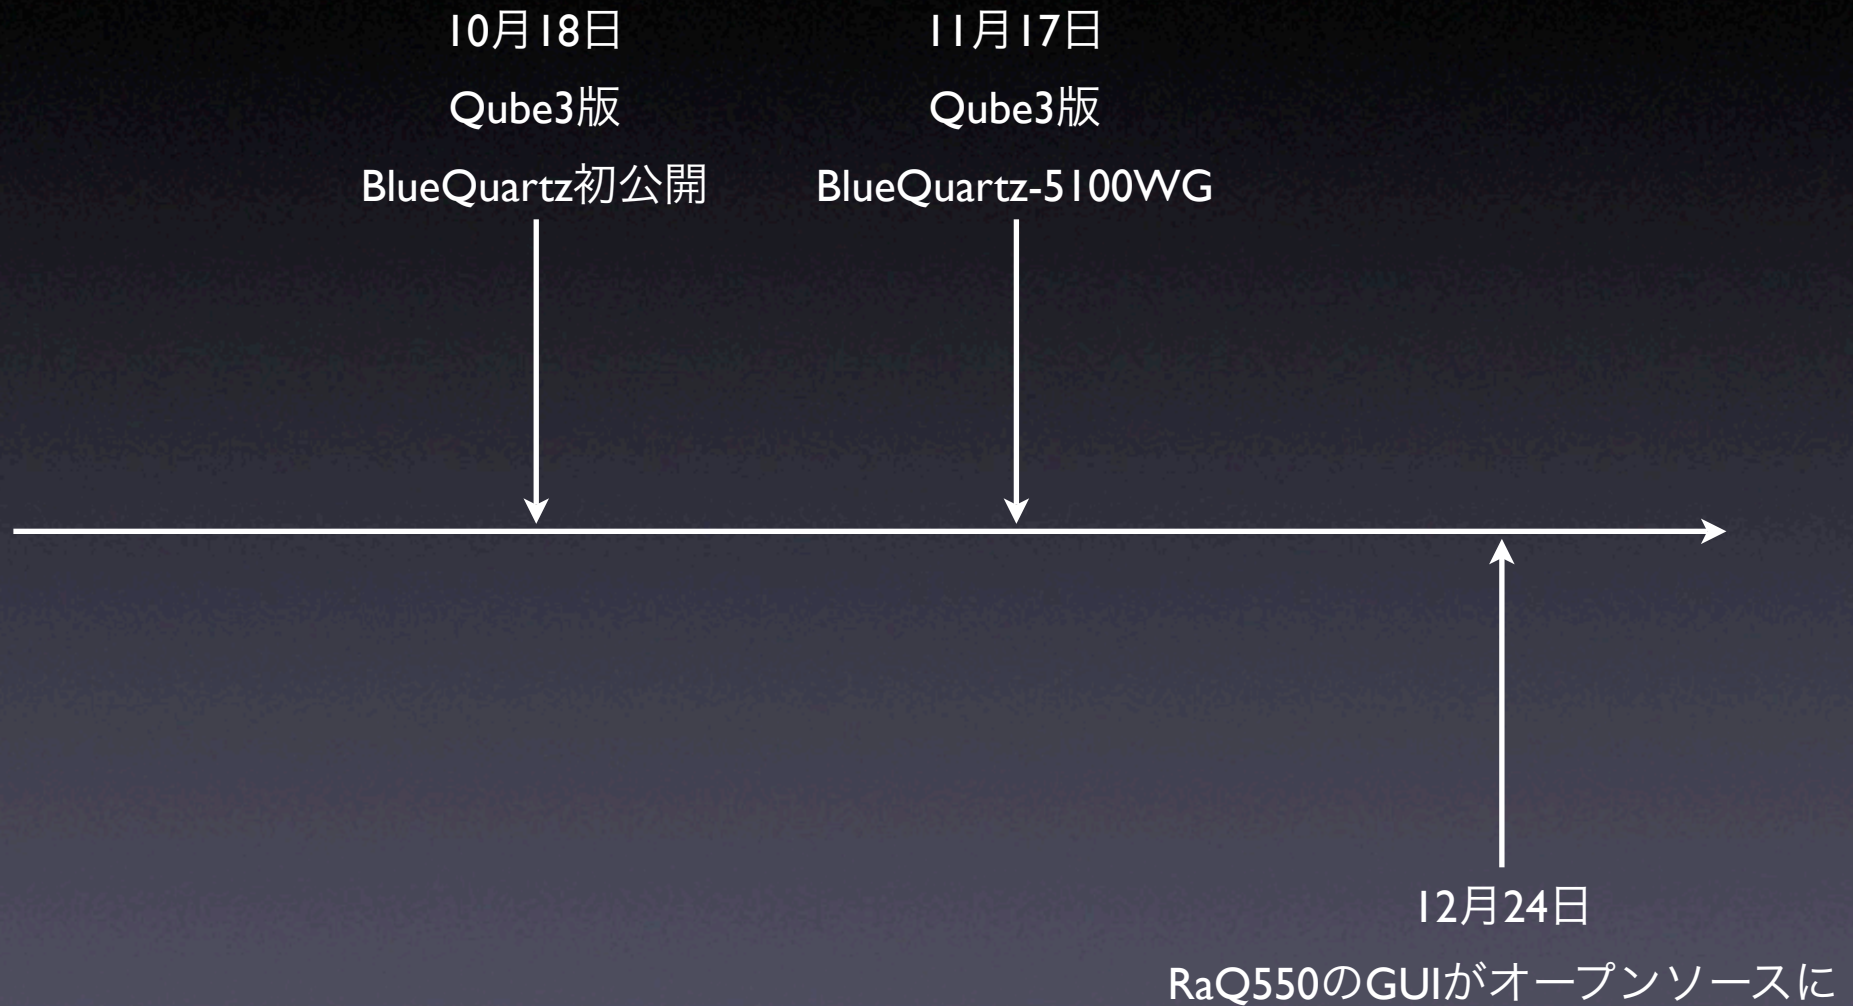 10月18日
Qube3版
BlueQuartz初公開
11月17日
Qube3版
BlueQuartz-5100WG
12月24日
RaQ550のGUIがオープンソースに